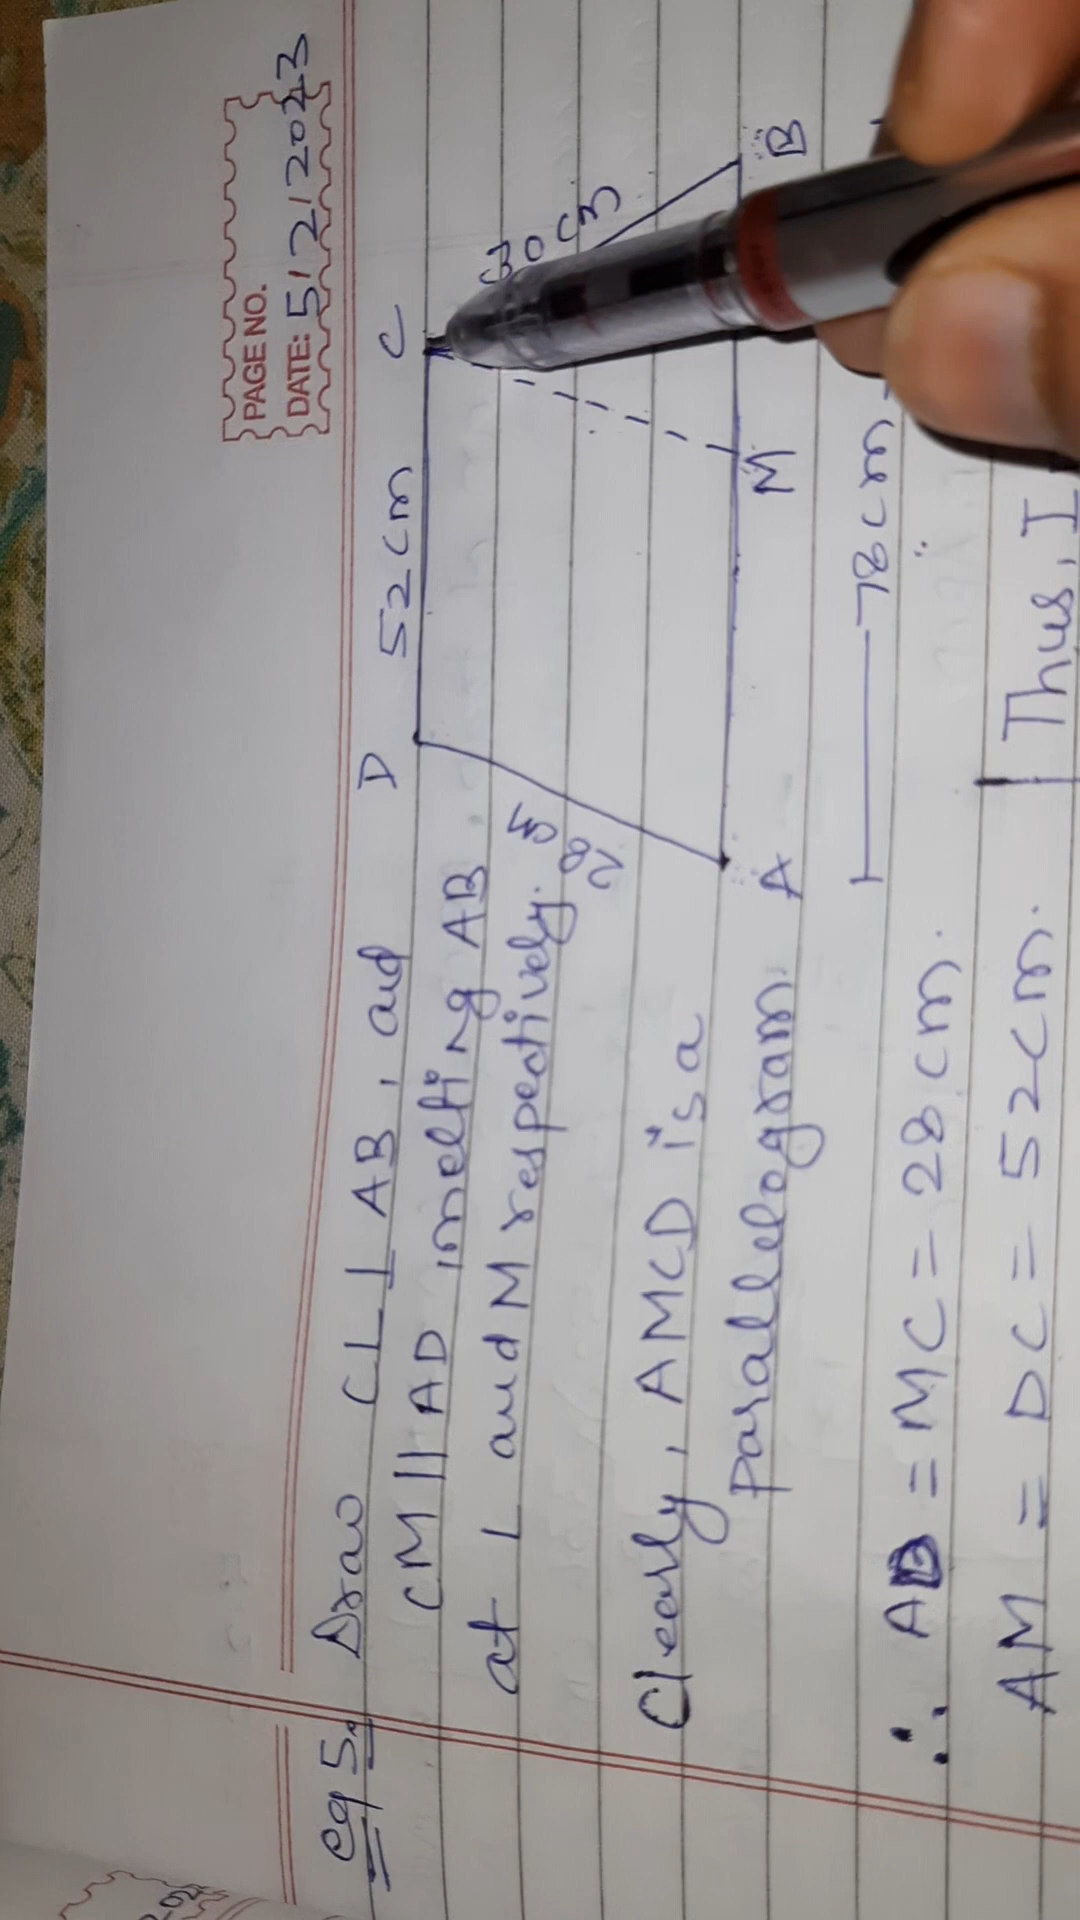 PAGE NO.
DATE: 5/2/2023
eg 5.
Draw CL ⊥ AB, and
CM || AD meeting AB
at L and M respectively.
Clearly, AMCD is a
parallelogram.
∴ AD = MC = 28 cm.
AM = DC = 52 cm.
D 52 cm C
28
30 cm
A M B
78 cm
Thus,